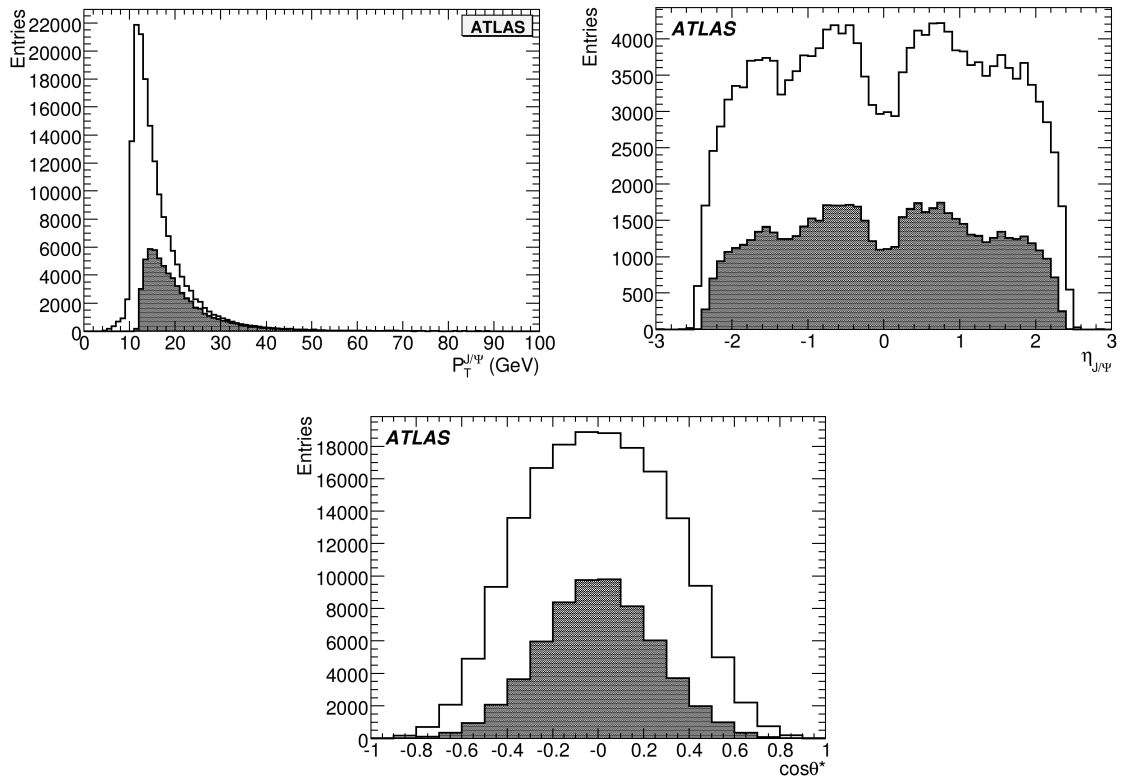 ATLAS
Entries
22000
20000
18000
16000
14000
12000
10000
8000
6000
4000
2000
0
0 10 20 30 40 50 60 70 80 90 100
P_T^{J/Ψ} (GeV)
ATLAS
Entries
4000
3500
3000
2500
2000
1500
1000
500
0
-3 -2 -1 0 1 2 3
η_{J/Ψ}
ATLAS
Entries
18000
16000
14000
12000
10000
8000
6000
4000
2000
0
-1 -0.8 -0.6 -0.4 -0.2 -0 0.2 0.4 0.6 0.8 1
cosθ*